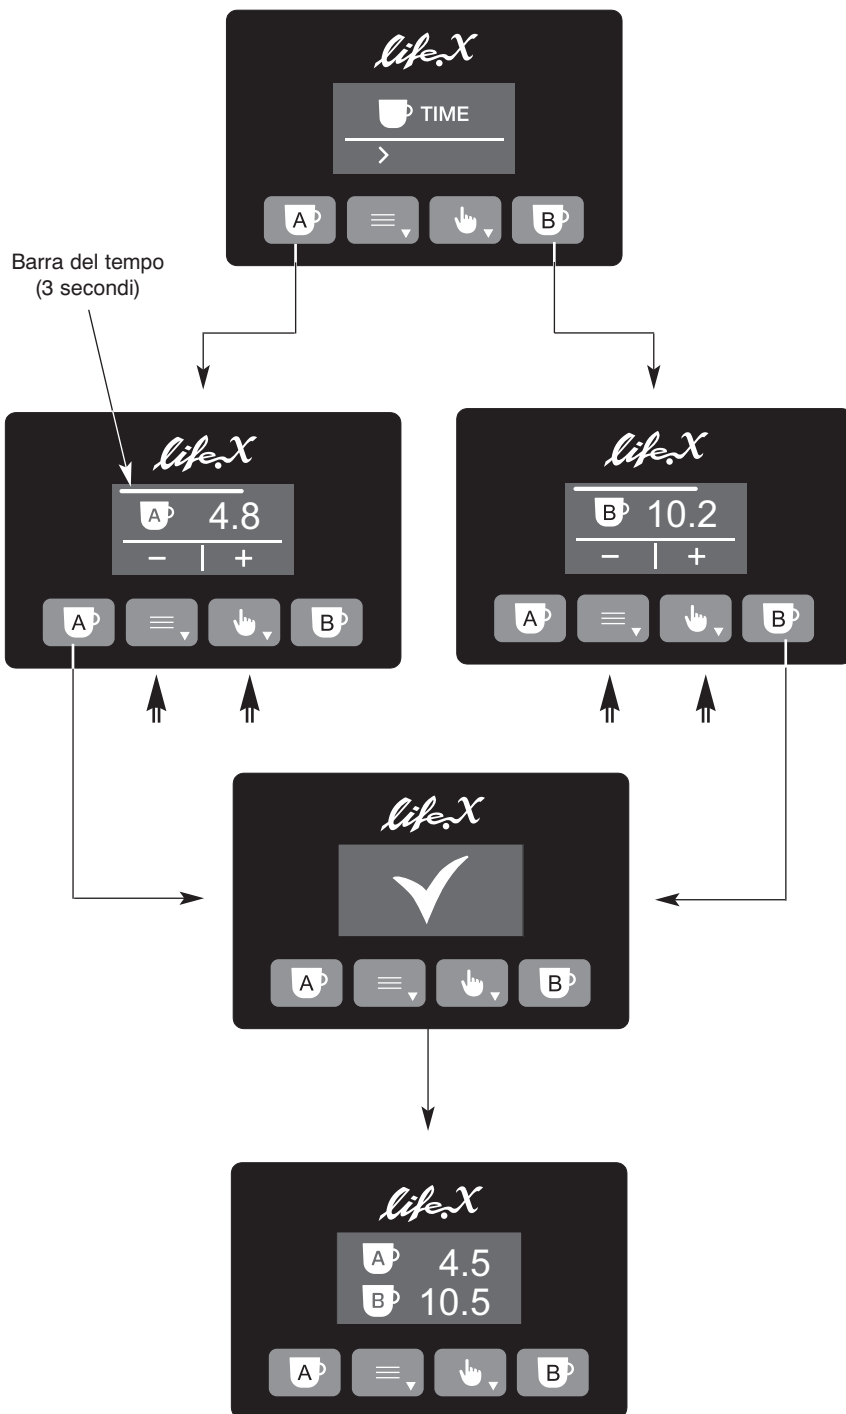 life.X
TIME
>
A B
Barra del tempo
(3 secondi)
life.X
A 4.8
− | +
A B
life.X
B 10.2
− | +
A B
life.X
A B
life.X
A 4.5
B 10.5
A B